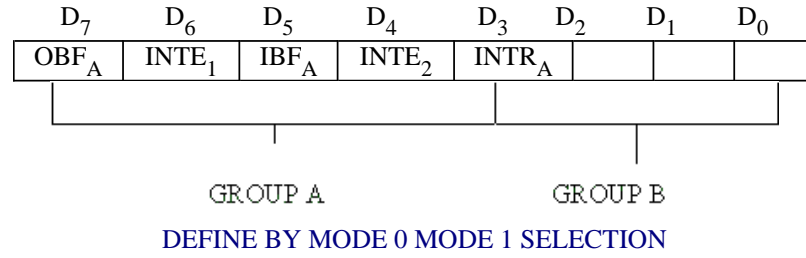 D7 D6 D5 D4 D3 D2 D1 D0
OBFA INTE1 IBFA INTE2 INTRA
GROUP A GROUP B
DEFINE BY MODE 0 MODE 1 SELECTION